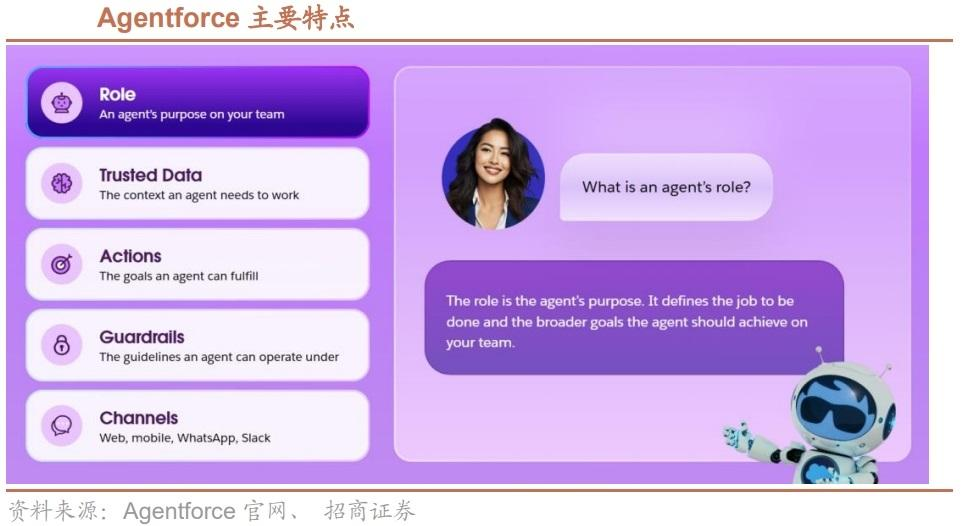 Agentforce 主要特点
Role
An agent's purpose on your team
Trusted Data
The context an agent needs to work
Actions
The goals an agent can fulfill
Guardrails
The guidelines an agent can operate under
Channels
Web, mobile, WhatsApp, Slack
What is an agent's role?
The role is the agent's purpose. It defines the job to be
done and the broader goals the agent should achieve on
your team.
资料来源：Agentforce 官网、 招商证券